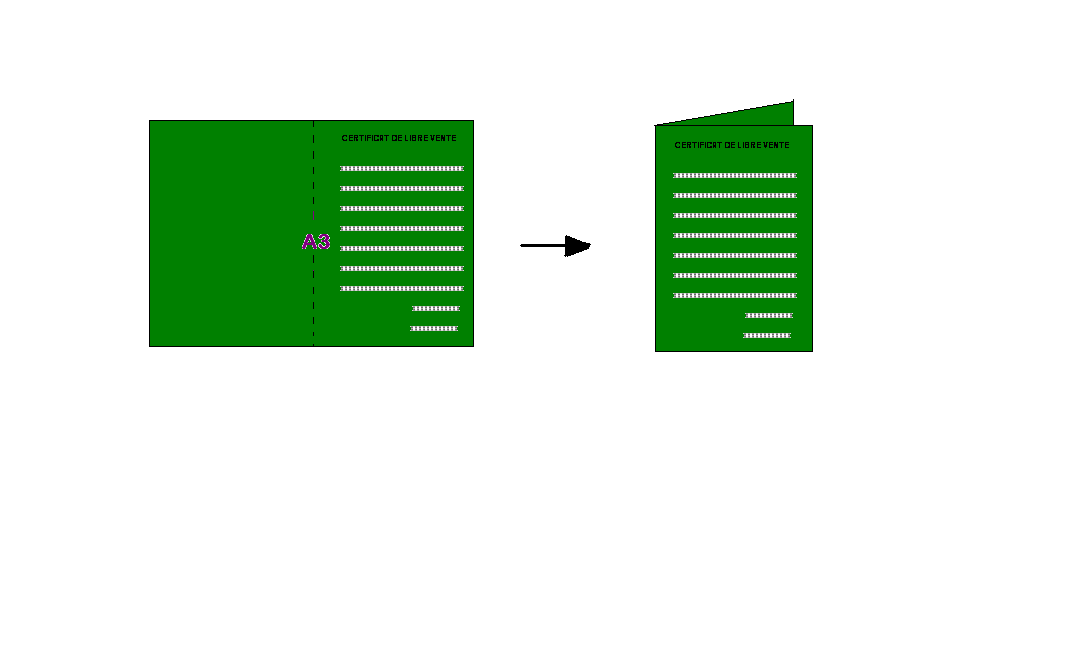 CERTIFICAT DE LIBRE VENTE
A3
CERTIFICAT DE LIBRE VENTE